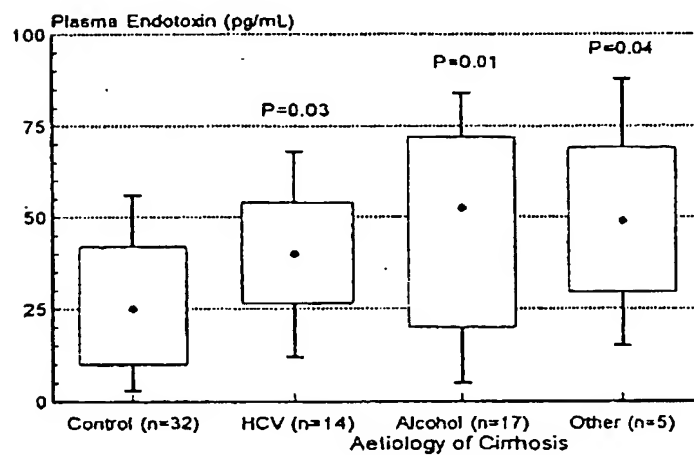 Plasma Endotoxin (pg/mL)
100
P=0.04
P=0.01
P=0.03
75
50
25
0
Control (n=32) HCV (n=14) Alcohol (n=17) Other (n=5)
Aetiology of Cirrhosis